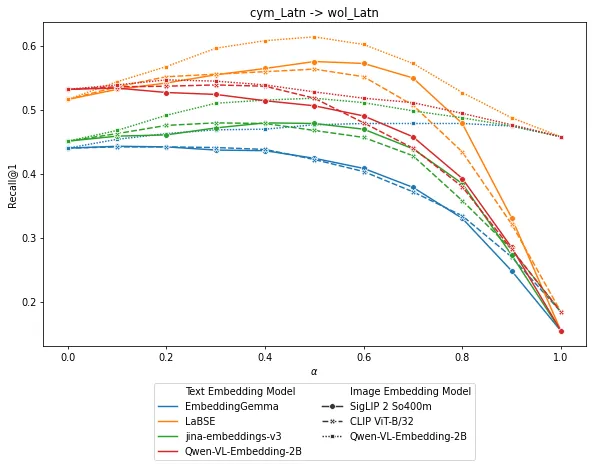 cym_Latn -> wol_Latn
Recall@1
0.6
0.5
0.4
0.3
0.2
0.0
0.2
0.4
0.6
0.8
1.0
α
Text Embedding Model
EmbeddingGemma
LaBSE
jina-embeddings-v3
Qwen-VL-Embedding-2B
Image Embedding Model
SigLIP 2 So400m
CLIP ViT-B/32
Qwen-VL-Embedding-2B